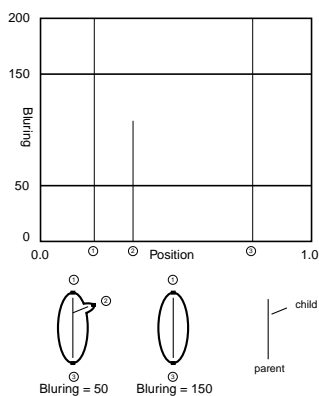 200
150
Bluring
50
0
0.0 ① ② Position ③ 1.0
① ①
② child
parent
③ ③
Bluring = 50 Bluring = 150